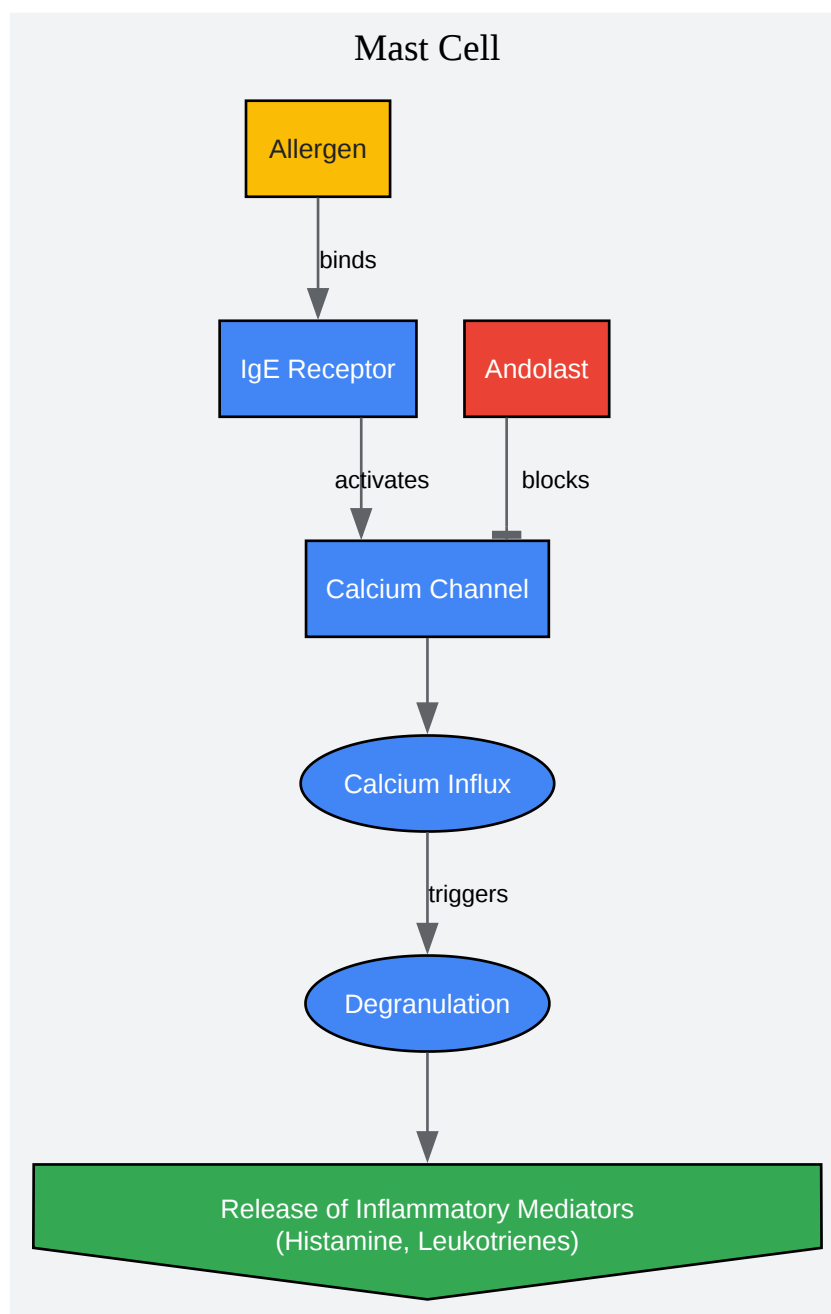 Mast Cell
Allergen
binds
IgE Receptor
Andolast
activates
blocks
Calcium Channel
Calcium Influx
triggers
Degranulation
Release of Inflammatory Mediators
(Histamine, Leukotrienes)